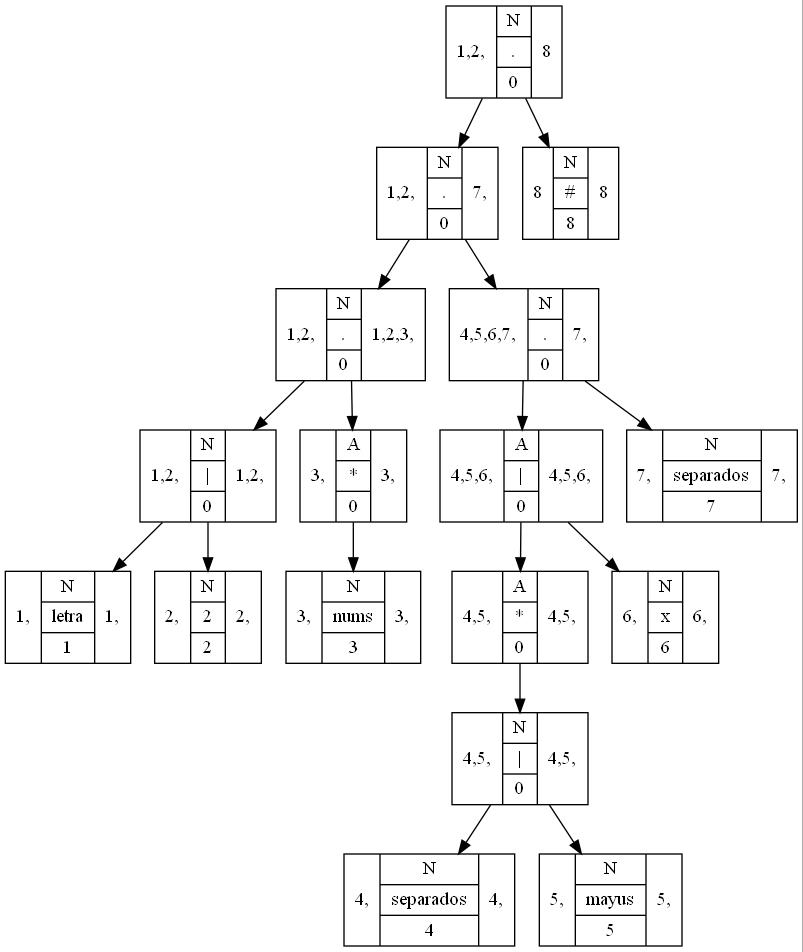 N
1,2, . 8
0
N
1,2, . 7,
0
N
8 # 8
8
N
1,2, . 1,2,3,
0
N
4,5,6,7, . 7,
0
N
1,2, | 1,2,
0
A
3, * 3,
0
A
4,5,6, | 4,5,6,
0
N
7, separados 7,
7
N
1, letra 1,
1
N
2, 2 2,
2
N
3, nums 3,
3
A
4,5, * 4,5,
0
N
6, x 6,
6
N
4,5, | 4,5,
0
N
4, separados 4,
4
N
5, mayus 5,
5